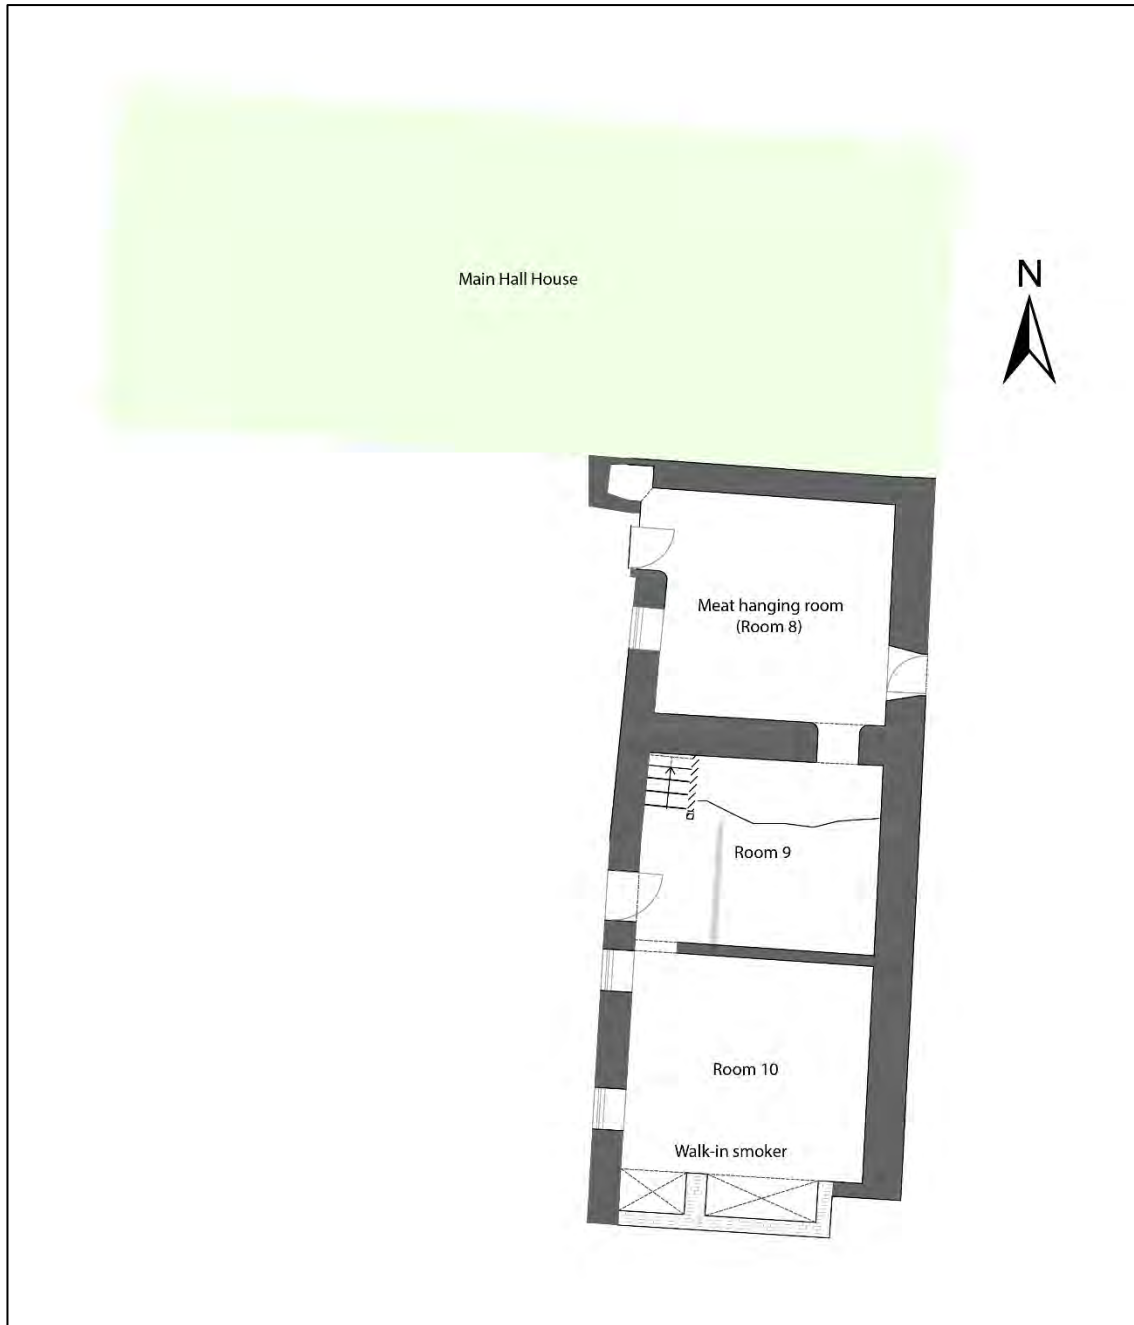 Main Hall House
N
Meat hanging room
(Room 8)
Room 9
Room 10
Walk-in smoker